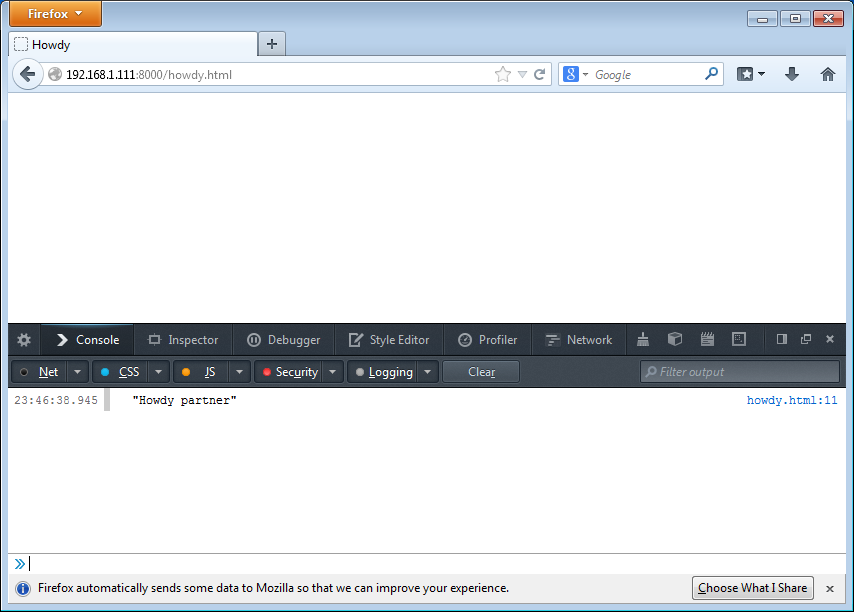 Firefox
Howdy
192.168.1.111:8000/howdy.html
8 Google
Console Inspector Debugger Style Editor Profiler Network
Net CSS JS Security Logging Clear Filter output
23:46:38.945 "Howdy partner" howdy.html:11
Firefox automatically sends some data to Mozilla so that we can improve your experience. Choose What I Share